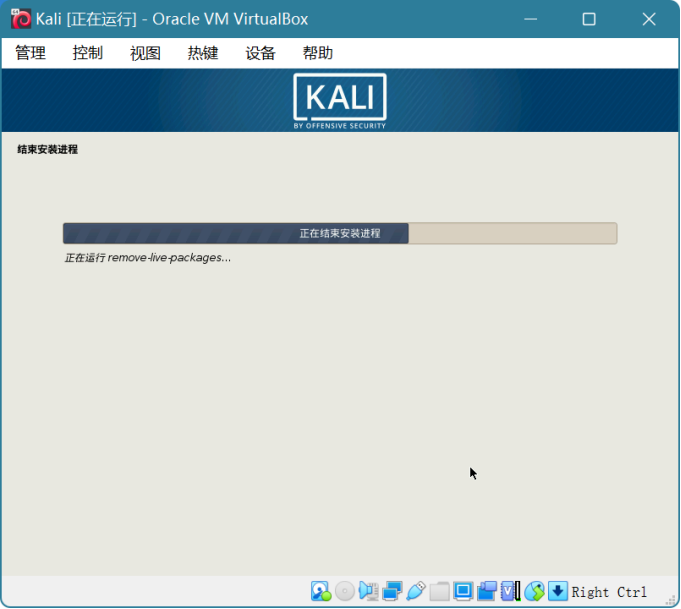 Kali [正在运行] - Oracle VM VirtualBox
管理 控制 视图 热键 设备 帮助
KALI
BY OFFENSIVE SECURITY
结束安装进程
正在结束安装进程
正在运行 remove-live-packages...
Right Ctrl